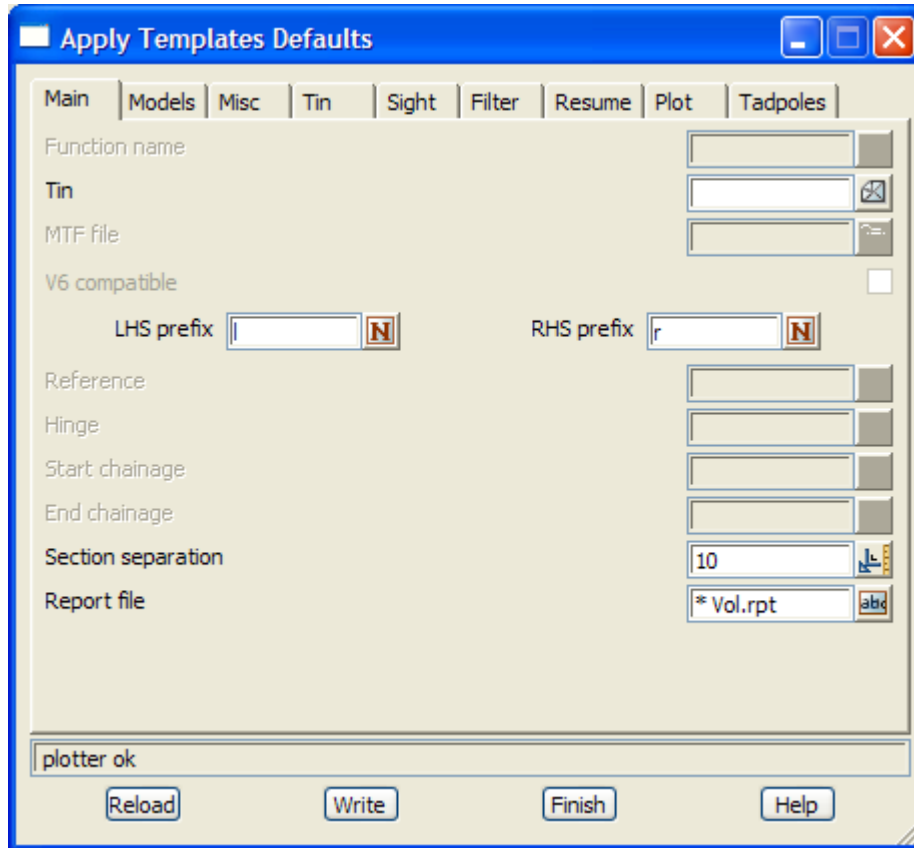 Apply Templates Defaults
Main Models Misc Tin Sight Filter Resume Plot Tadpoles
Function name
Tin
MTF file
V6 compatible
LHS prefix l N RHS prefix r N
Reference
Hinge
Start chainage
End chainage
Section separation 10
Report file * Vol.rpt abc
plotter ok
Reload Write Finish Help